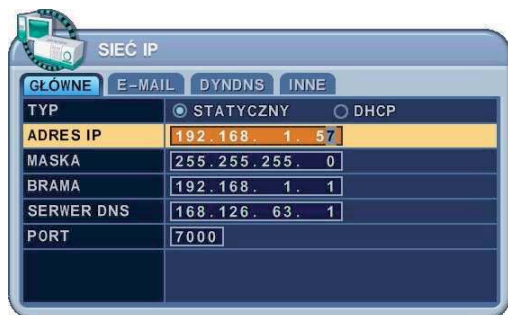 SIEĆ IP
GŁÓWNE E-MAIL DYNDNS INNE
TYP STATYCZNY DHCP
ADRES IP 192.168. 1. 57
MASKA 255.255.255. 0
BRAMA 192.168. 1. 1
SERWER DNS 168.126. 63. 1
PORT 7000